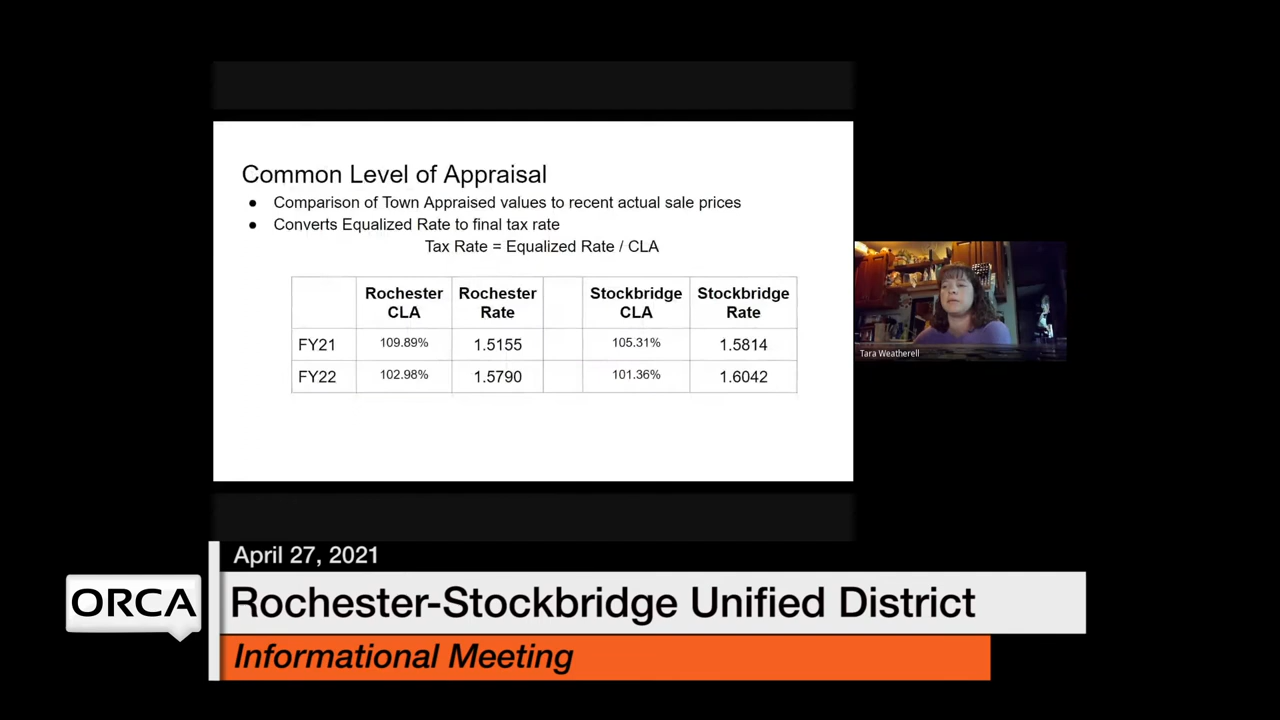 Common Level of Appraisal
● Comparison of Town Appraised values to recent actual sale prices
● Converts Equalized Rate to final tax rate
Tax Rate = Equalized Rate / CLA
Rochester CLA Rochester Rate Stockbridge CLA Stockbridge Rate
FY21 109.89% 1.5155 105.31% 1.5814
FY22 102.98% 1.5790 101.36% 1.6042
Tara Weatherell
April 27, 2021
ORCA
Rochester-Stockbridge Unified District
Informational Meeting